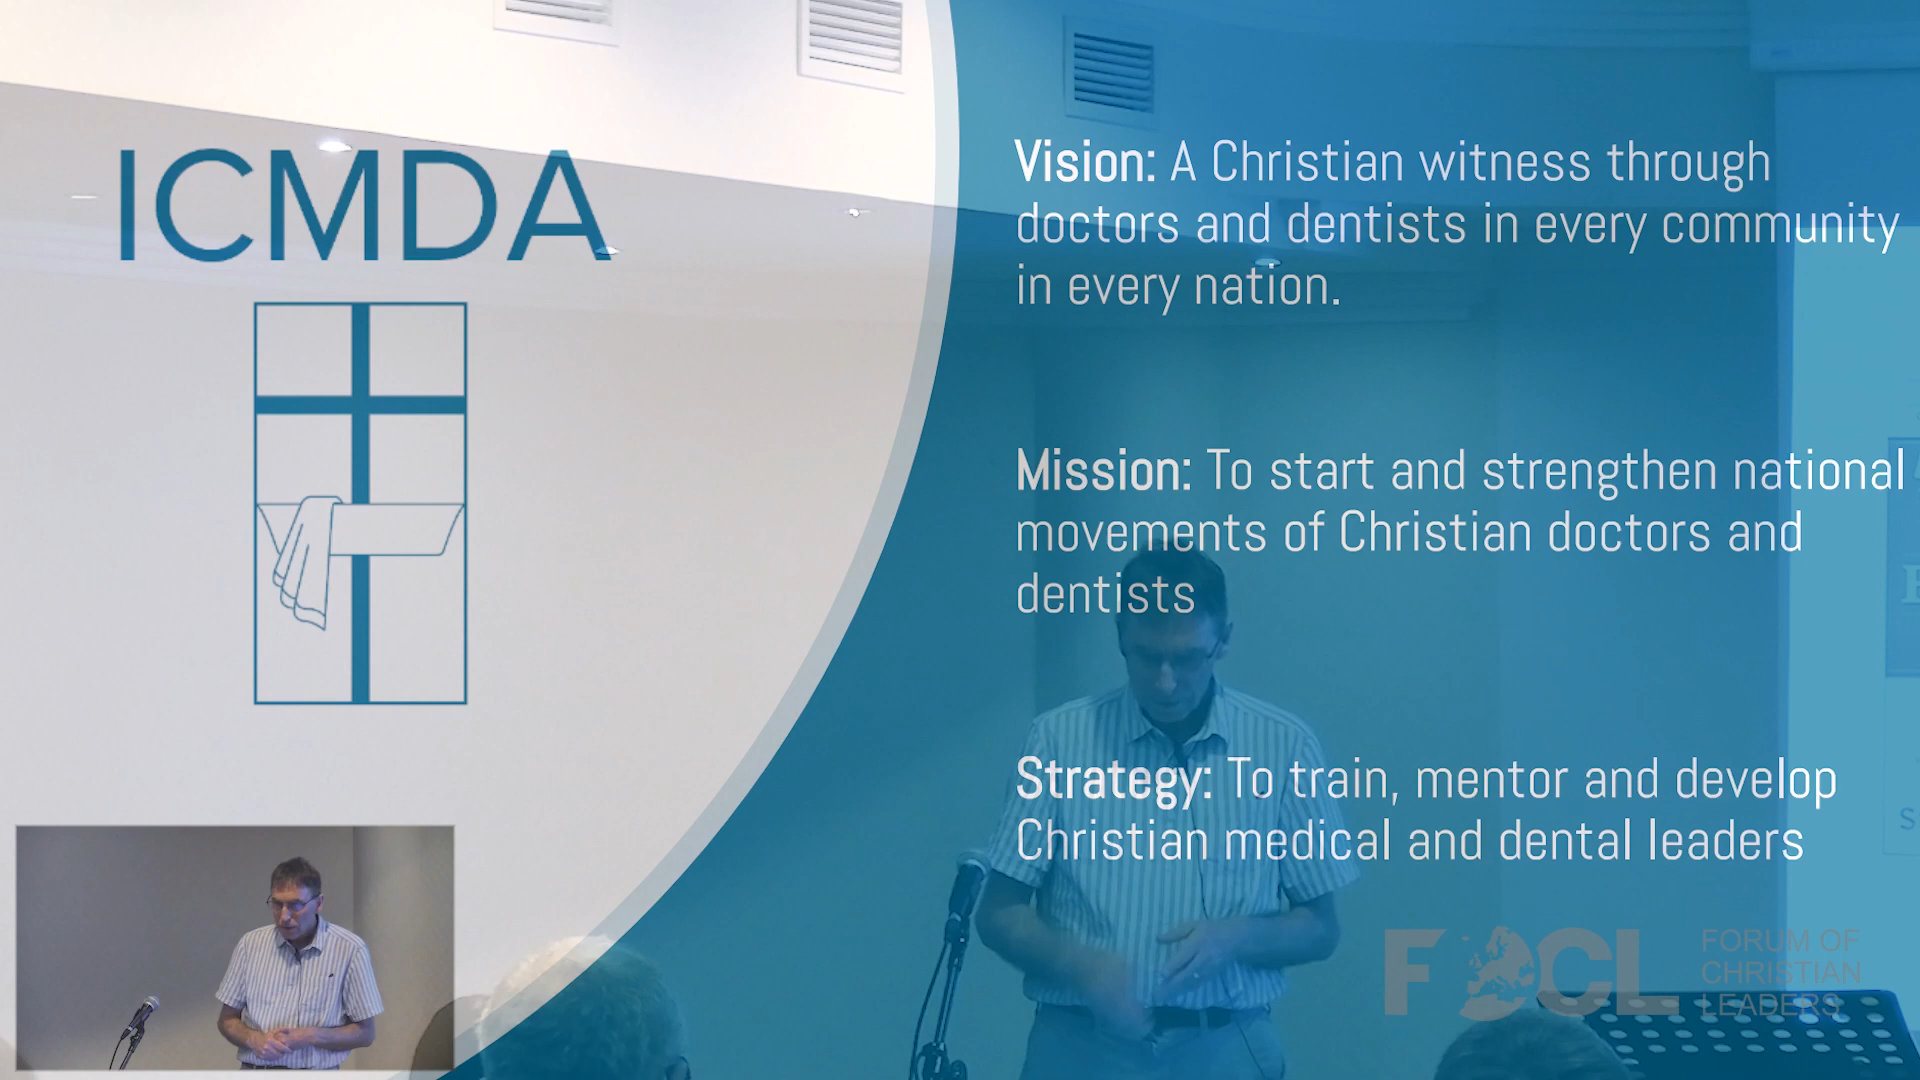 ICMDA
Vision: A Christian witness through
doctors and dentists in every community
in every nation.
Mission: To start and strengthen national
movements of Christian doctors and
dentists
Strategy: To train, mentor and develop
Christian medical and dental leaders
FOCL
FORUM OF
CHRISTIAN
LEADERS